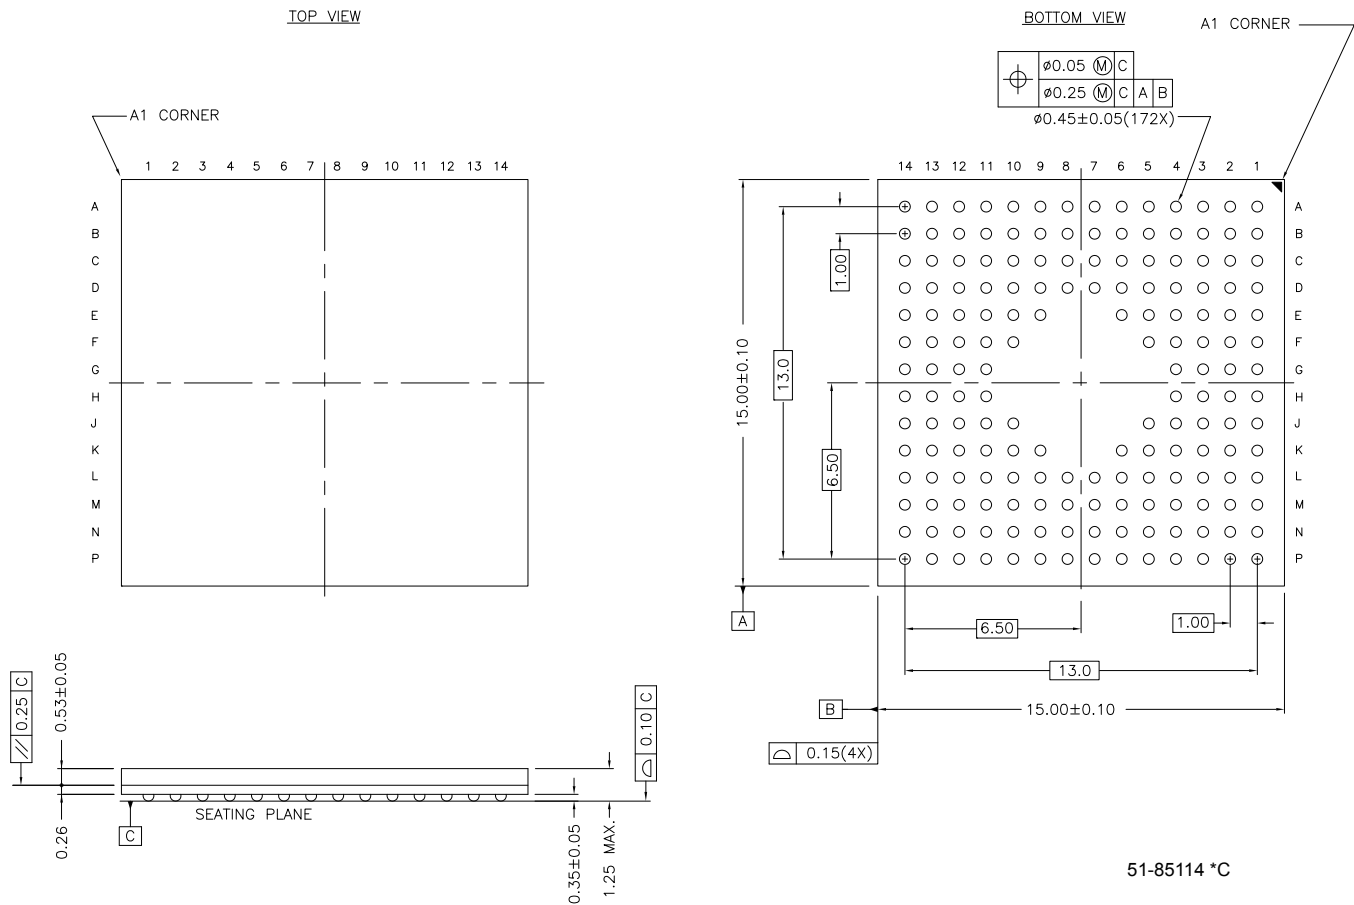 TOP VIEW
A1 CORNER
1 2 3 4 5 6 7 8 9 10 11 12 13 14
A
B
C
D
E
F
G
H
J
K
L
M
N
P
BOTTOM VIEW
A1 CORNER
⌀0.05 Ⓜ C
⌀0.25 Ⓜ C A B
⌀0.45±0.05(172X)
14 13 12 11 10 9 8 7 6 5 4 3 2 1
A
B
C
D
E
F
G
H
J
K
L
M
N
P
1.00
15.00±0.10
13.0
6.50
A
6.50
1.00
13.0
B
15.00±0.10
0.15(4X)
// 0.25 C
0.53±0.05
0.10 C
SEATING PLANE
C
0.26
0.35±0.05
1.25 MAX.
51-85114 *C